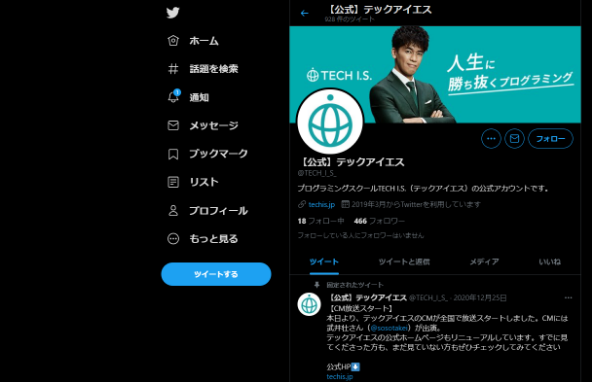 【公式】テックアイエス
828 件のツイート
ホーム
話題を検索
1
通知
メッセージ
ブックマーク
リスト
プロフィール
もっと見る
ツイートする
TECH I.S.
人生に
勝ち抜くプログラミング
フォロー
【公式】テックアイエス
@TECH_I_S_
プログラミングスクールTECH I.S.（テックアイエス）の公式アカウントです。
techis.jp 2019年3月からTwitterを利用しています
18 フォロー中 466 フォロワー
フォローしている人にフォロワーはいません
ツイート ツイートと返信 メディア いいね
固定されたツイート
【公式】テックアイエス @TECH_I_S_ · 2020年12月25日
【CM放送スタート】
本日より、テックアイエスのCMが全国で放送スタートしました。CMには
武井壮さん（@sosotakei）が出演。
テックアイエスの公式ホームページもリニューアルしています。すでに見
てくださった方も、まだ見ていない方もぜひチェックしてみてください
公式HP⬇
techis.jp